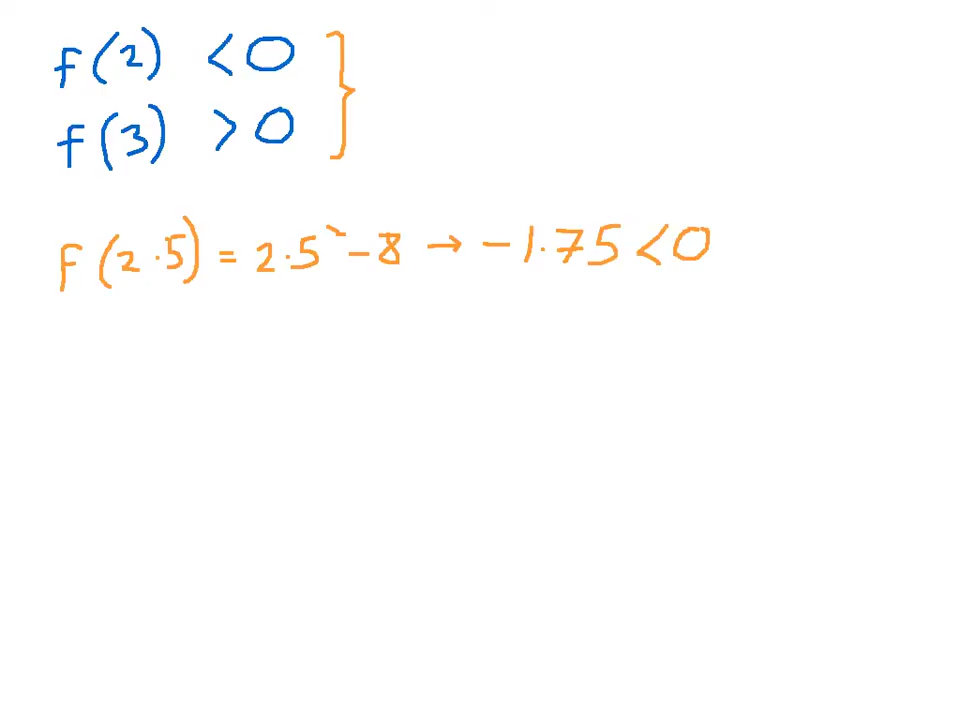 f(2) < 0
f(3) > 0
f(2.5) = 2.5² - 8 → -1.75 < 0